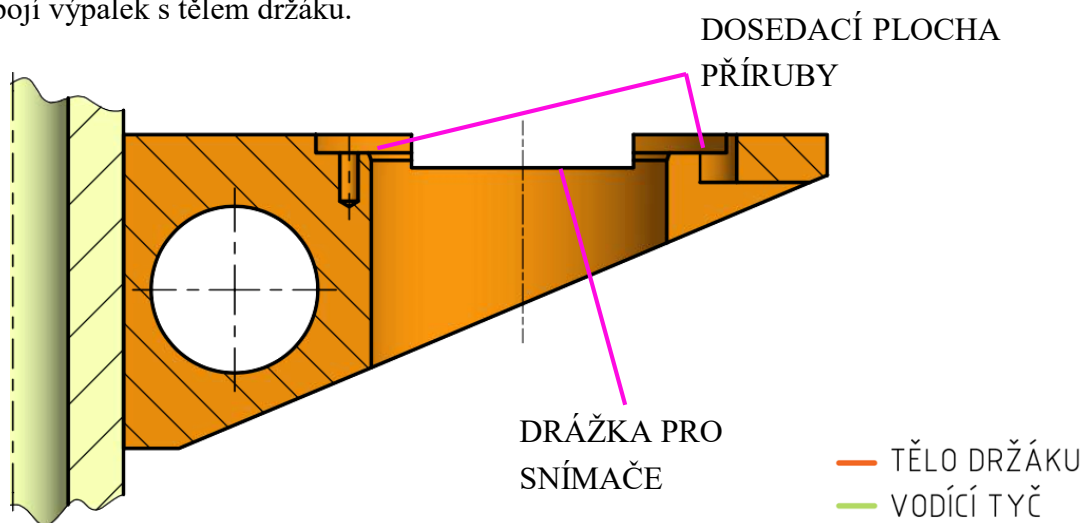 pojí výpalek s tělem držáku.
DOSEDACÍ PLOCHA
PŘÍRUBY
DRÁŽKA PRO
SNÍMAČE
TĚLO DRŽÁKU
VODÍCÍ TYČ